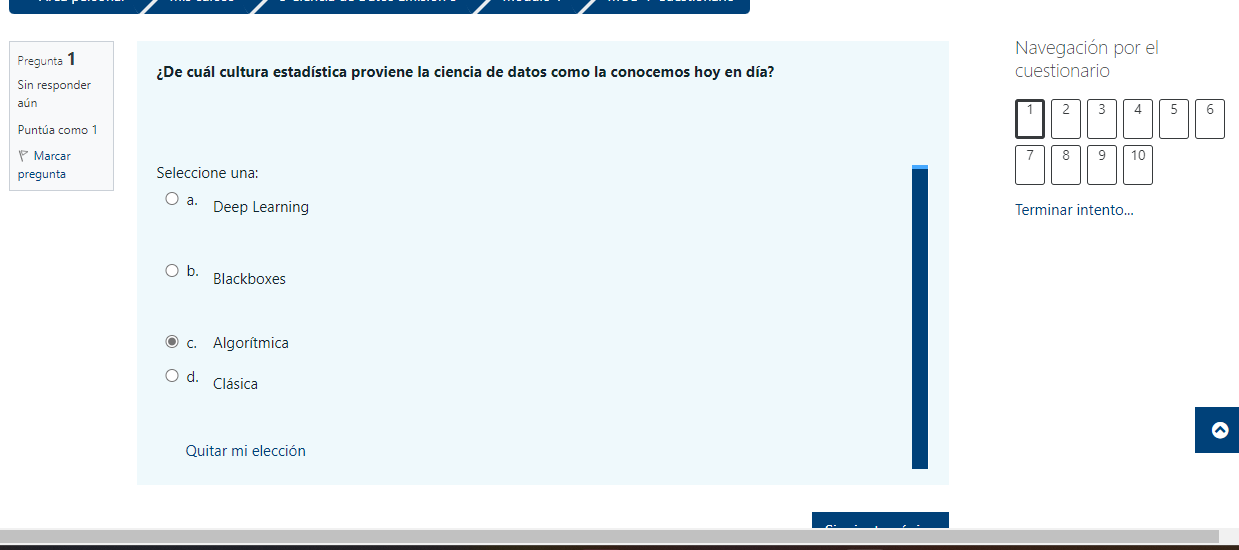 Pregunta 1
Sin responder
aún
Puntúa como 1
Marcar
pregunta
¿De cuál cultura estadística proviene la ciencia de datos como la conocemos hoy en día?
Seleccione una:
a. Deep Learning
b. Blackboxes
c. Algorítmica
d. Clásica
Quitar mi elección
Navegación por el
cuestionario
1 2 3 4 5 6
7 8 9 10
Terminar intento...